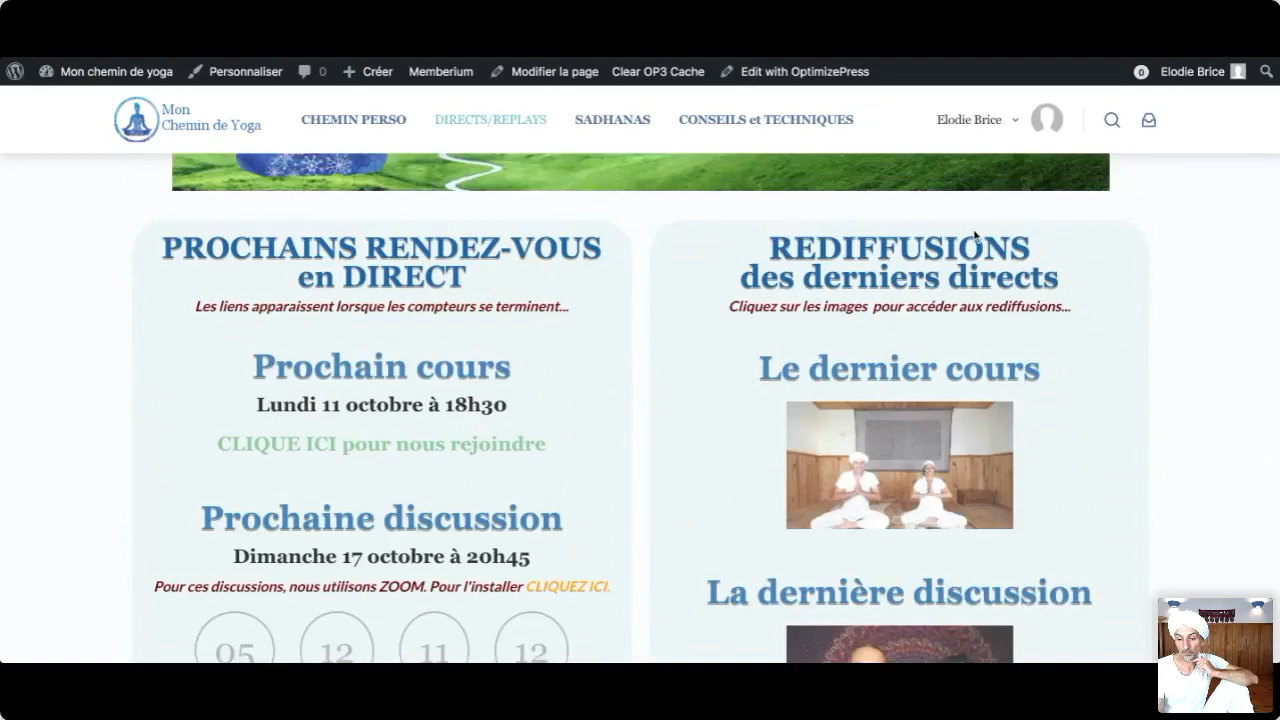 Mon chemin de yoga Personnaliser 0 Créer Memberium Modifier la page Clear OP3 Cache Edit with OptimizePress 0 Elodie Brice
Mon
Chemin de Yoga
CHEMIN PERSO DIRECTS/REPLAYS SADHANAS CONSEILS et TECHNIQUES Elodie Brice
PROCHAINS RENDEZ-VOUS
en DIRECT
Les liens apparaissent lorsque les compteurs se terminent...
Prochain cours
Lundi 11 octobre à 18h30
CLIQUE ICI pour nous rejoindre
Prochaine discussion
Dimanche 17 octobre à 20h45
Pour ces discussions, nous utilisons ZOOM. Pour l'installer CLIQUEZ ICI.
05 12 11 12
REDIFFUSIONS
des derniers directs
Cliquez sur les images pour accéder aux rediffusions...
Le dernier cours
La dernière discussion